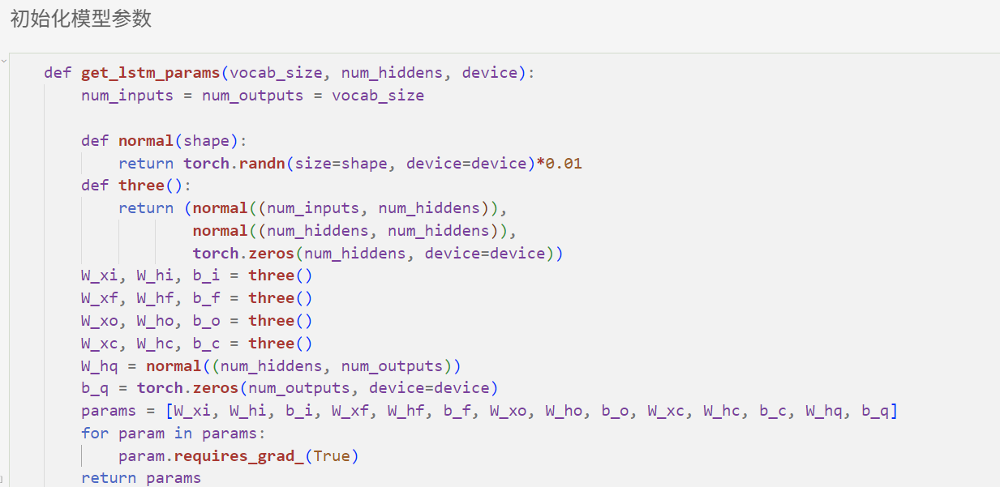 初始化模型参数
def get_lstm_params(vocab_size, num_hiddens, device):
num_inputs = num_outputs = vocab_size
def normal(shape):
return torch.randn(size=shape, device=device)*0.01
def three():
return (normal((num_inputs, num_hiddens)),
normal((num_hiddens, num_hiddens)),
torch.zeros(num_hiddens, device=device))
W_xi, W_hi, b_i = three()
W_xf, W_hf, b_f = three()
W_xo, W_ho, b_o = three()
W_xc, W_hc, b_c = three()
W_hq = normal((num_hiddens, num_outputs))
b_q = torch.zeros(num_outputs, device=device)
params = [W_xi, W_hi, b_i, W_xf, W_hf, b_f, W_xo, W_ho, b_o, W_xc, W_hc, b_c, W_hq, b_q]
for param in params:
param.requires_grad_(True)
return params